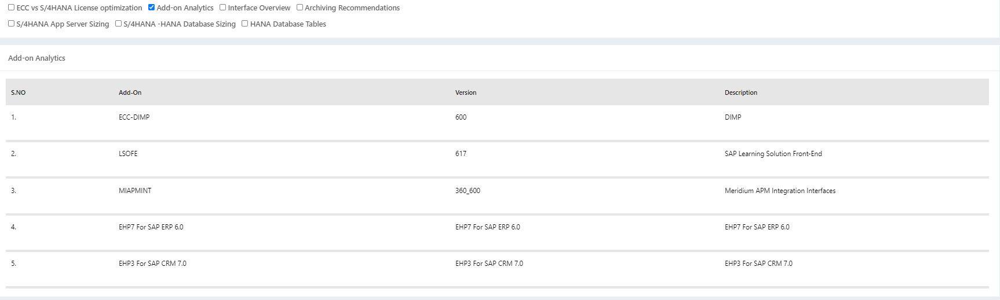 ECC vs S/4HANA License optimization Add-on Analytics Interface Overview Archiving Recommendations
S/4HANA App Server Sizing S/4HANA -HANA Database Sizing HANA Database Tables
Add-on Analytics
S.NO Add-On Version Description
1. ECC-DIMP 600 DIMP
2. LSOFE 617 SAP Learning Solution Front-End
3. MIAPMINT 360_600 Meridium APM Integration Interfaces
4. EHP7 For SAP ERP 6.0 EHP7 For SAP ERP 6.0 EHP7 For SAP ERP 6.0
5. EHP3 For SAP CRM 7.0 EHP3 For SAP CRM 7.0 EHP3 For SAP CRM 7.0